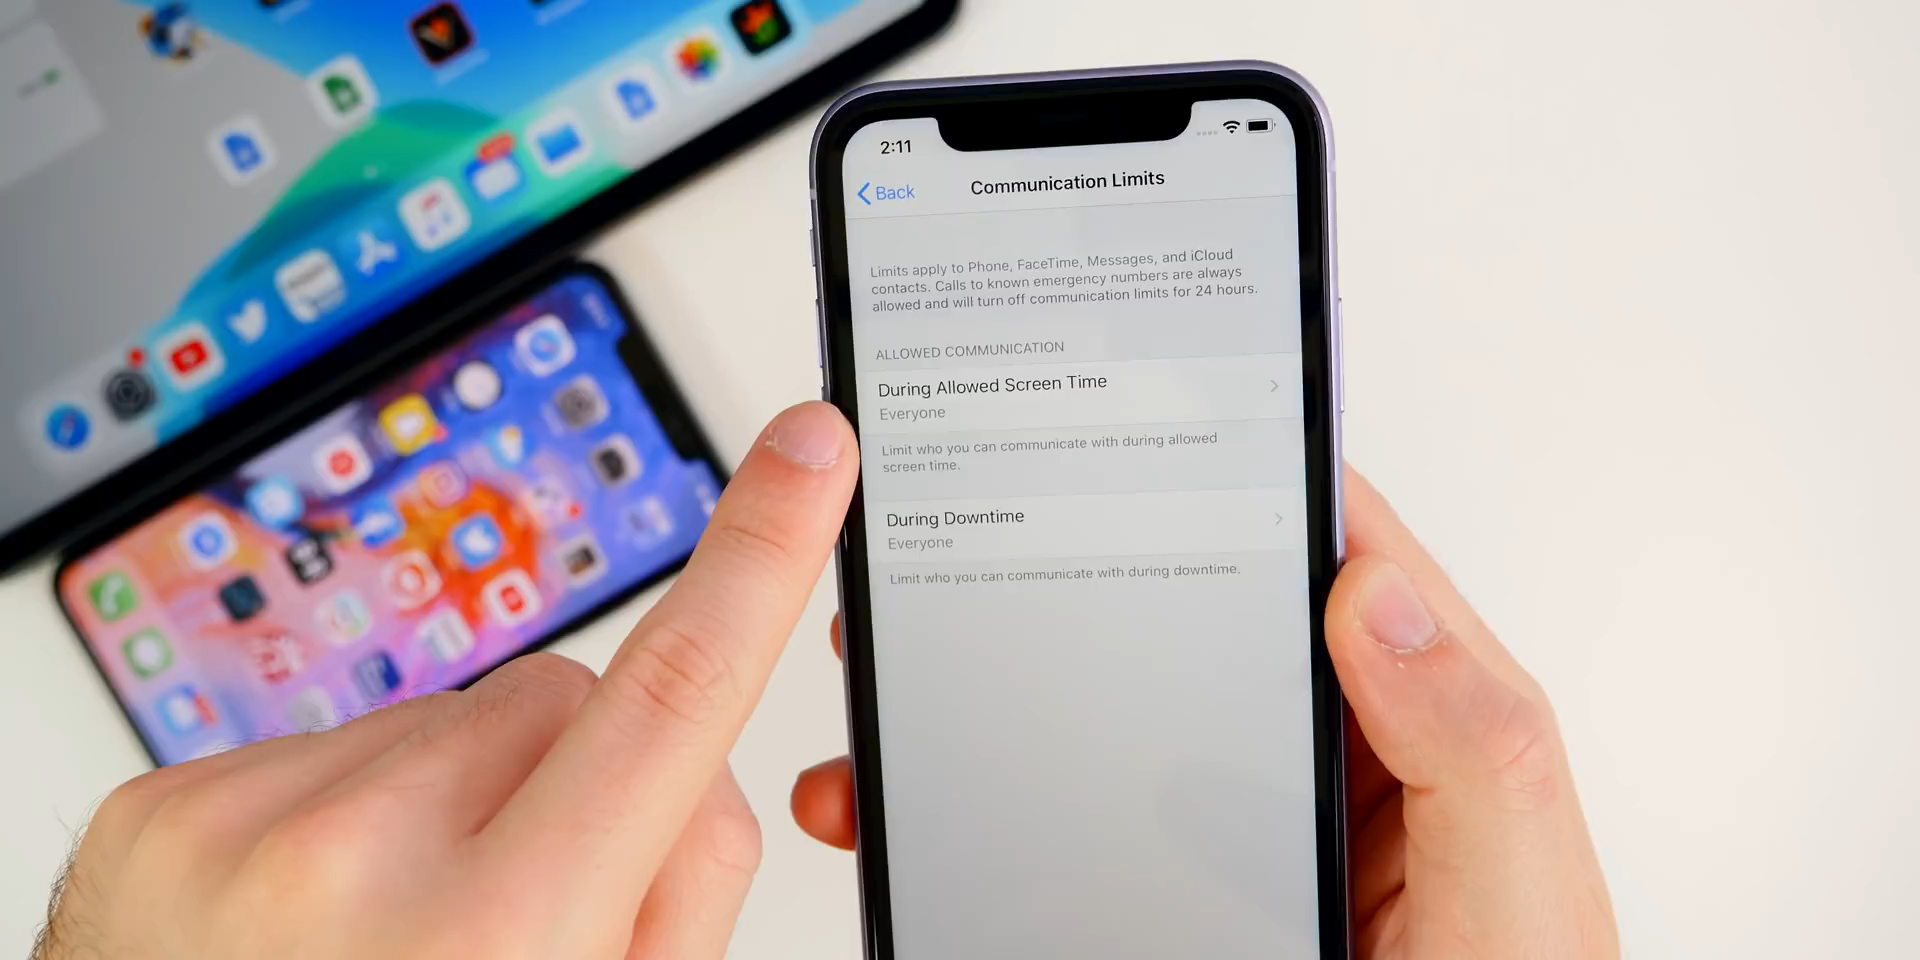 2:11
Back
Communication Limits
Limits apply to Phone, FaceTime, Messages, and iCloud
contacts. Calls to known emergency numbers are always
allowed and will turn off communication limits for 24 hours.
ALLOWED COMMUNICATION
During Allowed Screen Time
Everyone
Limit who you can communicate with during allowed
screen time.
During Downtime
Everyone
Limit who you can communicate with during downtime.